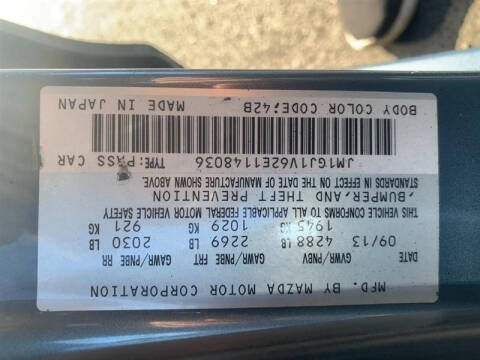 MFD. BY MAZDA MOTOR CORPORATION
DATE GVWR/PNBV GAWR/PNBE FRT GAWR/PNBE RR
09/13 4288 LB 2269 LB 2030 LB
1945 KG 1029 KG 921 KG
THIS VEHICLE CONFORMS TO ALL APPLICABLE FEDERAL MOTOR VEHICLE SAFETY
,BUMPER,AND THEFT PREVENTION
STANDARDS IN EFFECT ON THE DATE OF MANUFACTURE SHOWN ABOVE.
JM1GJ1V62E1148036 TYPE:PASS CAR
BODY COLOR CODE:42B MADE IN JAPAN